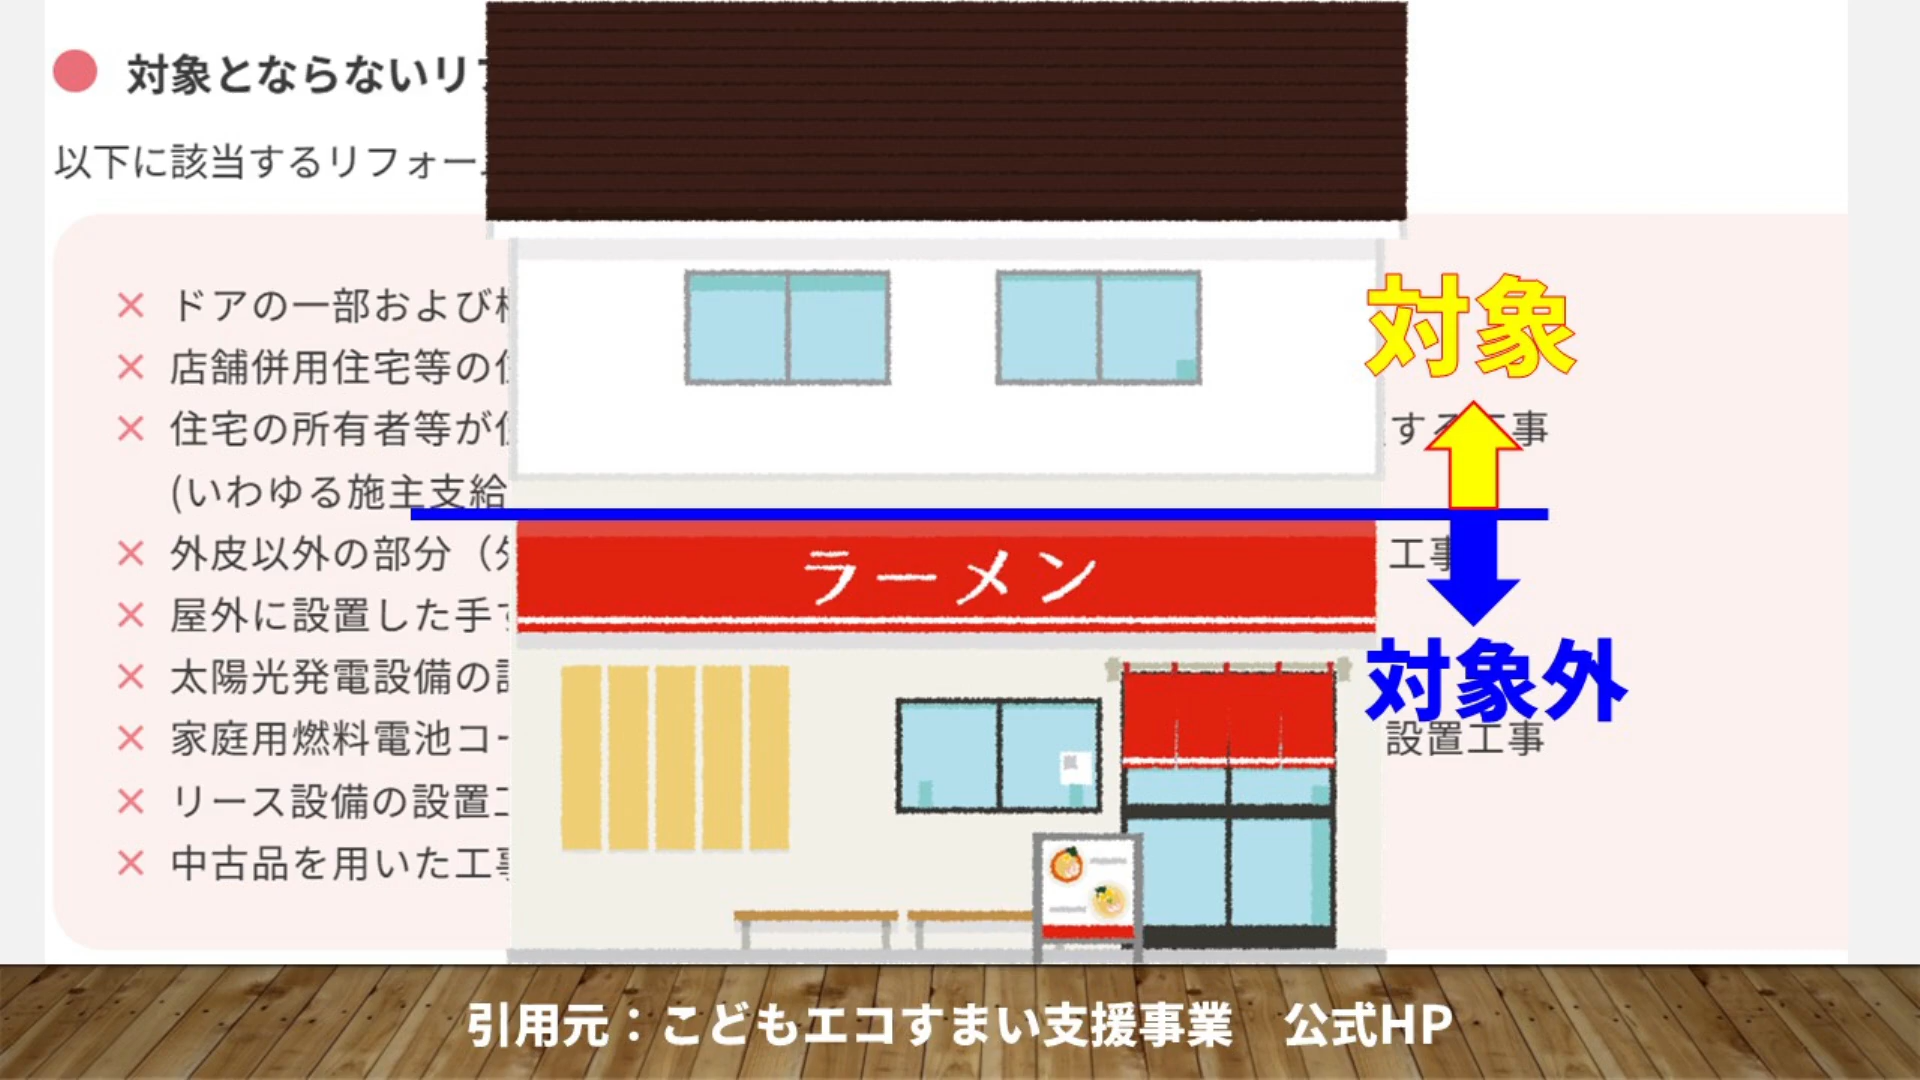 対象とならないリ
以下に該当するリフォー
× ドアの一部および
× 店舗併用住宅等の
× 住宅の所有者等が
する工事
(いわゆる施主支給
× 外皮以外の部分（
工事
× 屋外に設置した手
× 太陽光発電設備の
× 家庭用燃料電池コ
設置工事
× リース設備の設置
× 中古品を用いた工
対象
対象外
ラーメン
引用元：こどもエコすまい支援事業 公式HP